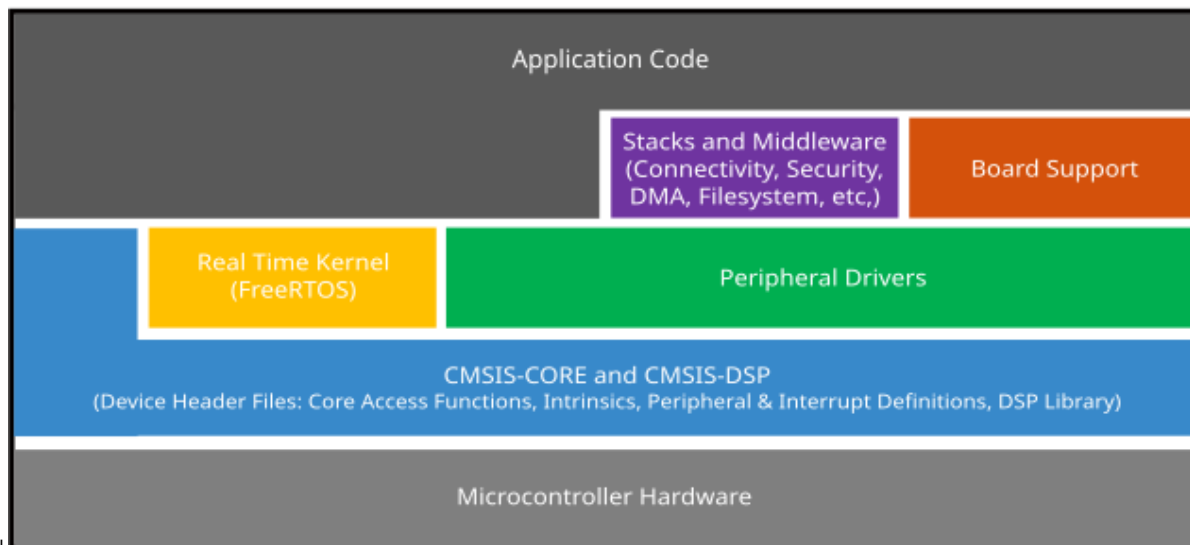 Application Code
Stacks and Middleware
(Connectivity, Security,
DMA, Filesystem, etc,)
Board Support
Real Time Kernel
(FreeRTOS)
Peripheral Drivers
CMSIS-CORE and CMSIS-DSP
(Device Header Files: Core Access Functions, Intrinsics, Peripheral & Interrupt Definitions, DSP Library)
Microcontroller Hardware